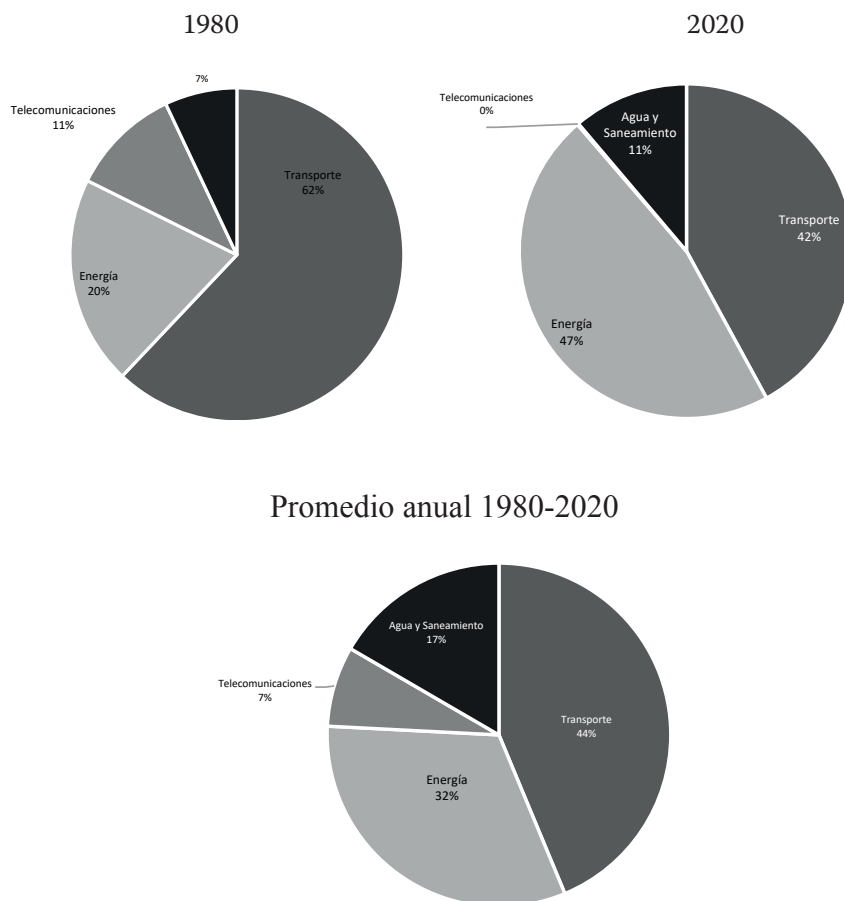 1980
7%
Telecomunicaciones
11%
Transporte
62%
Energía
20%
2020
Telecomunicaciones
0%
Agua y
Saneamiento
11%
Transporte
42%
Energía
47%
Promedio anual 1980-2020
Agua y Saneamiento
17%
Telecomunicaciones
7%
Transporte
44%
Energía
32%